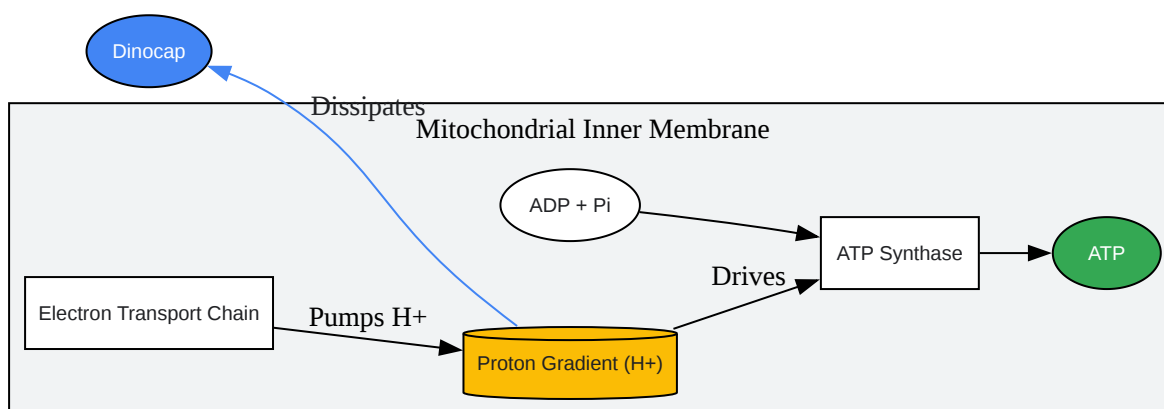 Dinocap
Dissipates
Mitochondrial Inner Membrane
ADP + Pi
ATP Synthase
ATP
Drives
Electron Transport Chain
Pumps H+
Proton Gradient (H+)